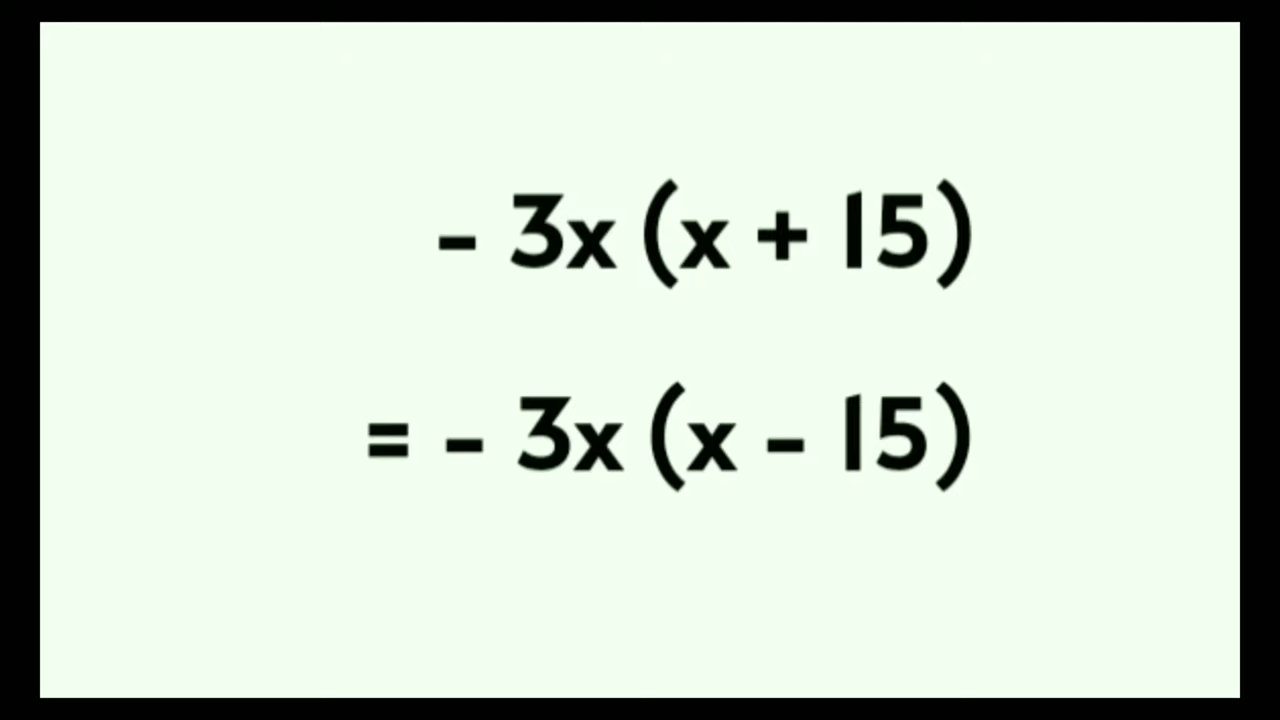 - 3x (x + 15)
= - 3x (x - 15)